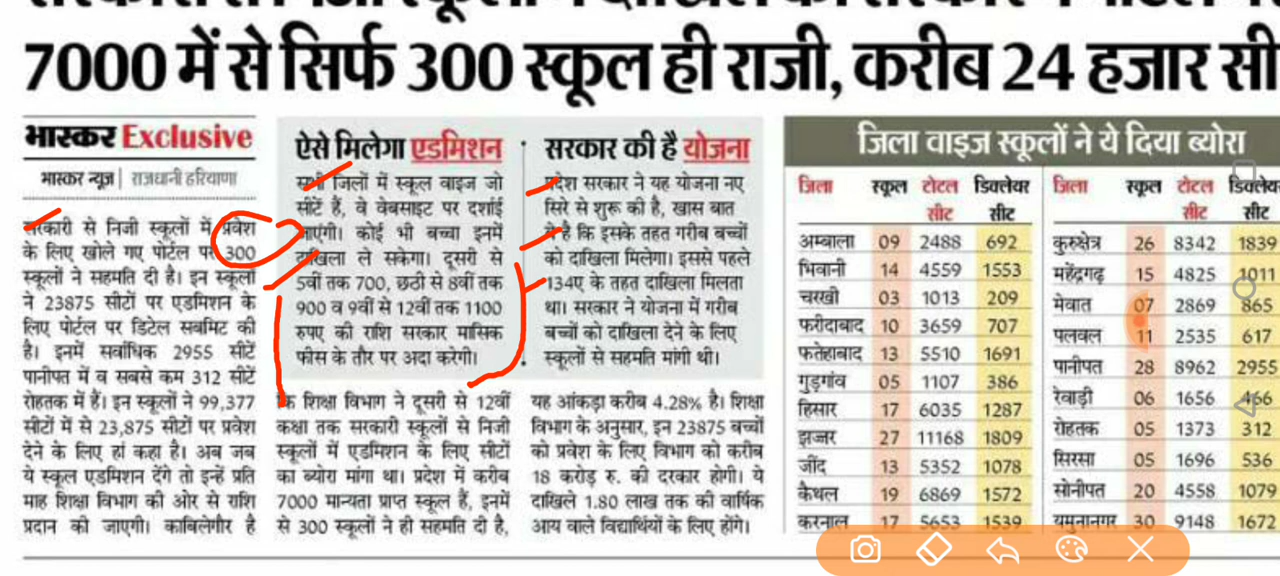 7000 में से सिर्फ 300 स्कूल ही राजी, करीब 24 हजार सी
भास्कर Exclusive
भास्कर न्यूज | राजधानी हरियाणा
सरकारी से निजी स्कूलों में प्रवेश
के लिए खोले गए पोर्टल पर 300
स्कूलों ने सहमति दी है। इन स्कूलों
ने 23875 सीटों पर एडमिशन के
लिए पोर्टल पर डिटेल सबमिट की
है। इनमें सर्वाधिक 2955 सीटें
पानीपत में व सबसे कम 312 सीटें
रोहतक में हैं। इन स्कूलों ने 99,377
सीटों में से 23,875 सीटों पर प्रवेश
देने के लिए हां कहा है। अब जब
ये स्कूल एडमिशन देंगे तो इन्हें प्रति
माह शिक्षा विभाग की ओर से राशि
प्रदान की जाएगी। काबिलेगौर है
ऐसे मिलेगा एडमिशन
सभी जिलों में स्कूल वाइज जो
सीटें हैं, वे वेबसाइट पर दर्शाई
जाएंगी। कोई भी बच्चा इनमें
दाखिला ले सकेगा। दूसरी से
5वीं तक 700, छठी से 8वीं तक
900 व 9वीं से 12वीं तक 1100
रुपए की राशि सरकार मासिक
फीस के तौर पर अदा करेगी।
सरकार की है योजना
प्रदेश सरकार ने यह योजना नए
सिरे से शुरू की है, खास बात
ये है कि इसके तहत गरीब बच्चों
को दाखिला मिलेगा। इससे पहले
134ए के तहत दाखिला मिलता
था। सरकार ने योजना में गरीब
बच्चों को दाखिला देने के लिए
स्कूलों से सहमति मांगी थी।
कि शिक्षा विभाग ने दूसरी से 12वीं
कक्षा तक सरकारी स्कूलों से निजी
स्कूलों में एडमिशन के लिए सीटों
का ब्योरा मांगा था। प्रदेश में करीब
7000 मान्यता प्राप्त स्कूल हैं, इनमें
से 300 स्कूलों ने ही सहमति दी है,
यह आंकड़ा करीब 4.28% है। शिक्षा
विभाग के अनुसार, इन 23875 बच्चों
को प्रवेश के लिए विभाग को करीब
18 करोड़ रु. की दरकार होगी। ये
दाखिले 1.80 लाख तक की वार्षिक
आय वाले विद्यार्थियों के लिए होंगे।
जिला वाइज स्कूलों ने ये दिया ब्योरा
जिला स्कूल टोटल डिक्लेयर
सीट सीट
अम्बाला 09 2488 692
भिवानी 14 4559 1553
चरखी 03 1013 209
फरीदाबाद 10 3659 707
फतेहाबाद 13 5510 1691
गुड़गांव 05 1107 386
हिसार 17 6035 1287
झज्जर 27 11168 1809
जींद 13 5352 1078
कैथल 19 6869 1572
करनाल 17 5653 1539
जिला स्कूल टोटल डिक्लेयर
सीट सीट
कुरुक्षेत्र 26 8342 1839
महेंद्रगढ़ 15 4825 1011
मेवात 07 2869 865
पलवल 11 2535 617
पानीपत 28 8962 2955
रेवाड़ी 06 1656 466
रोहतक 05 1373 312
सिरसा 05 1696 536
सोनीपत 20 4558 1079
यमुनानगर 30 9148 1672